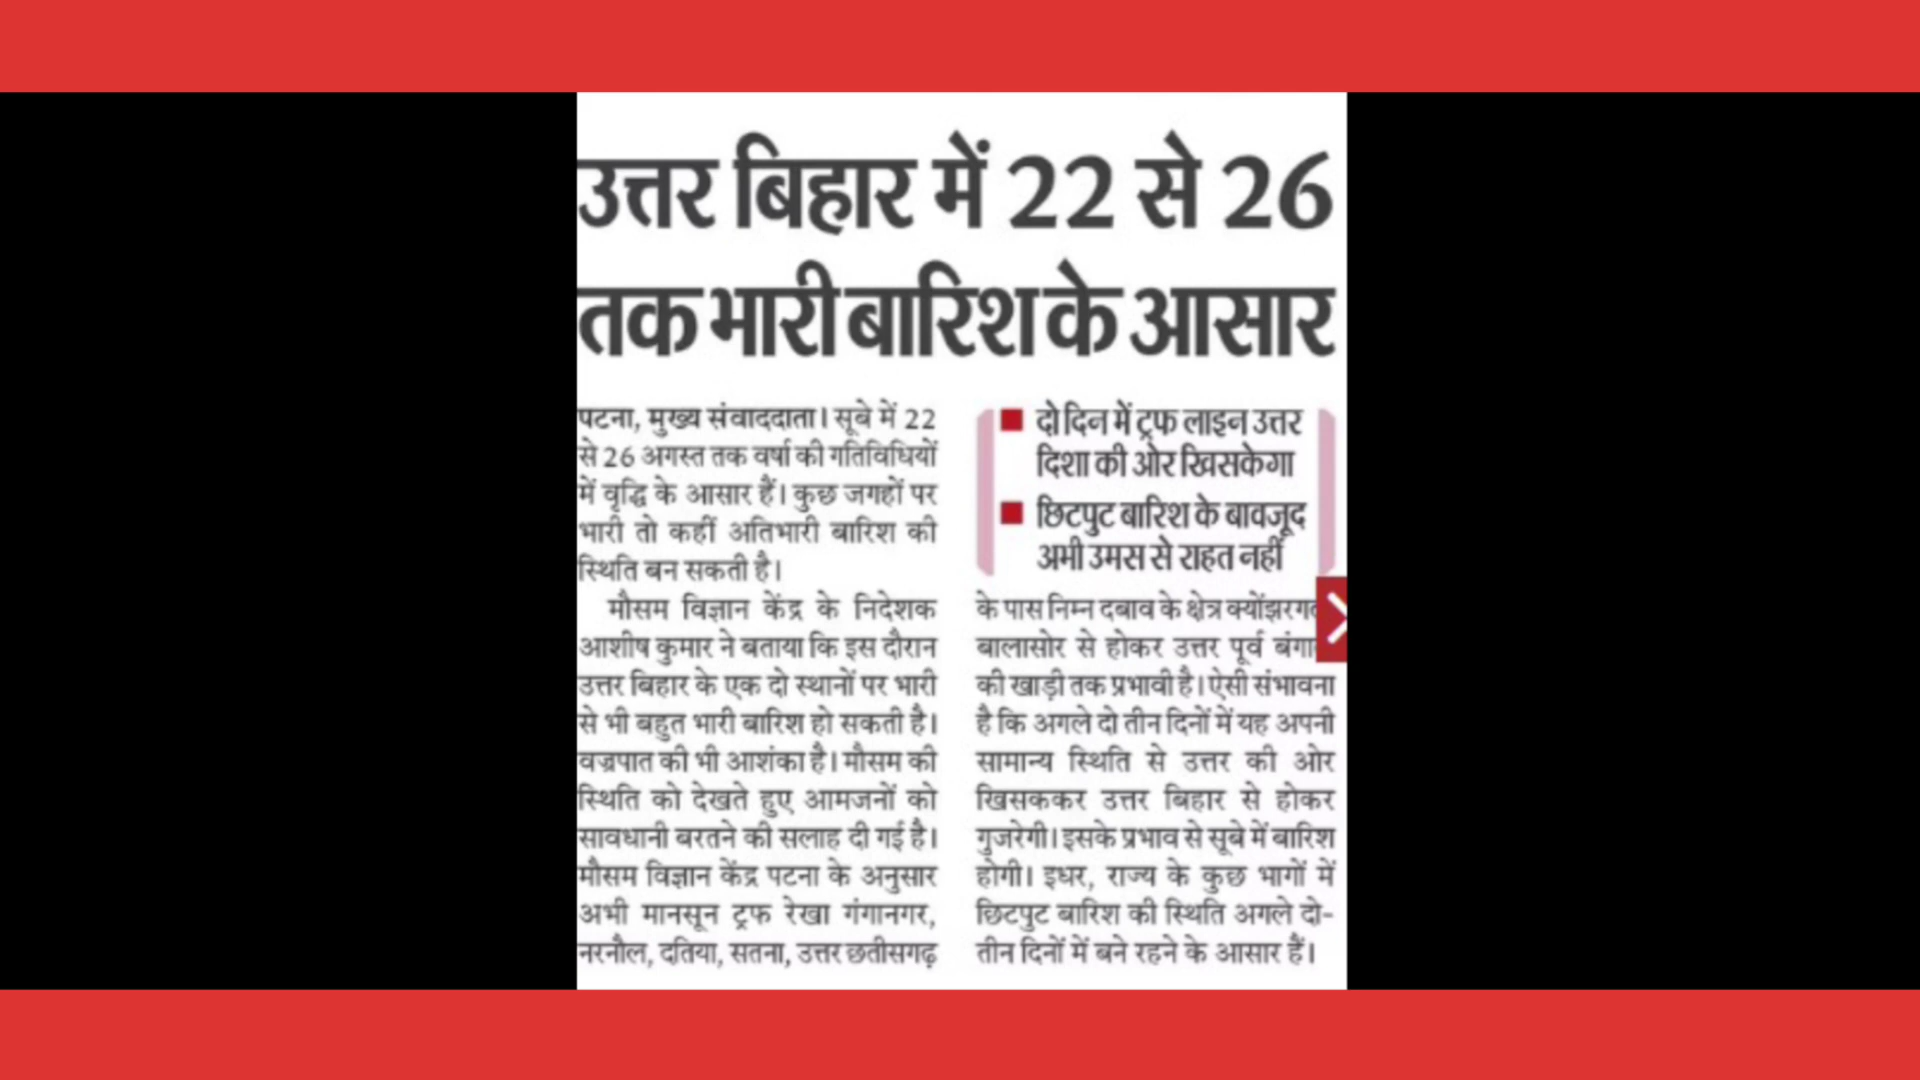 उत्तर बिहार में 22 से 26
तक भारी बारिश के आसार
पटना, मुख्य संवाददाता। सूबे में 22
से 26 अगस्त तक वर्षा की गतिविधियों
में वृद्धि के आसार हैं। कुछ जगहों पर
भारी तो कहीं अतिभारी बारिश की
स्थिति बन सकती है।
मौसम विज्ञान केंद्र के निदेशक
आशीष कुमार ने बताया कि इस दौरान
उत्तर बिहार के एक दो स्थानों पर भारी
से भी बहुत भारी बारिश हो सकती है।
वज्रपात की भी आशंका है। मौसम की
स्थिति को देखते हुए आमजनों को
सावधानी बरतने की सलाह दी गई है।
मौसम विज्ञान केंद्र पटना के अनुसार
अभी मानसून ट्रफ रेखा गंगानगर,
नरनौल, दतिया, सतना, उत्तर छतीसगढ़
दो दिन में ट्रफ लाइन उत्तर
दिशा की ओर खिसकेगा
छिटपुट बारिश के बावजूद
अभी उमस से राहत नहीं
के पास निम्न दबाव के क्षेत्र
बालासोर से होकर उत्तर पूर्व
की खाड़ी तक प्रभावी है। ऐसी संभावना
है कि अगले दो तीन दिनों में यह अपनी
सामान्य स्थिति से उत्तर की ओर
खिसककर उत्तर बिहार से होकर
गुजरेगी। इसके प्रभाव से सूबे में बारिश
होगी। इधर, राज्य के कुछ भागों में
छिटपुट बारिश की स्थिति अगले दो-
तीन दिनों में बने रहने के आसार हैं।